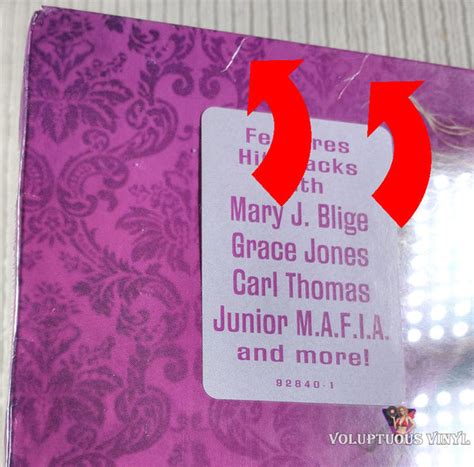 Mary J. Blige
Grace Jones
Carl Thomas
Junior M.A.F.I.A.
and more!
92840-1
VOLUPTUOUS VINYL